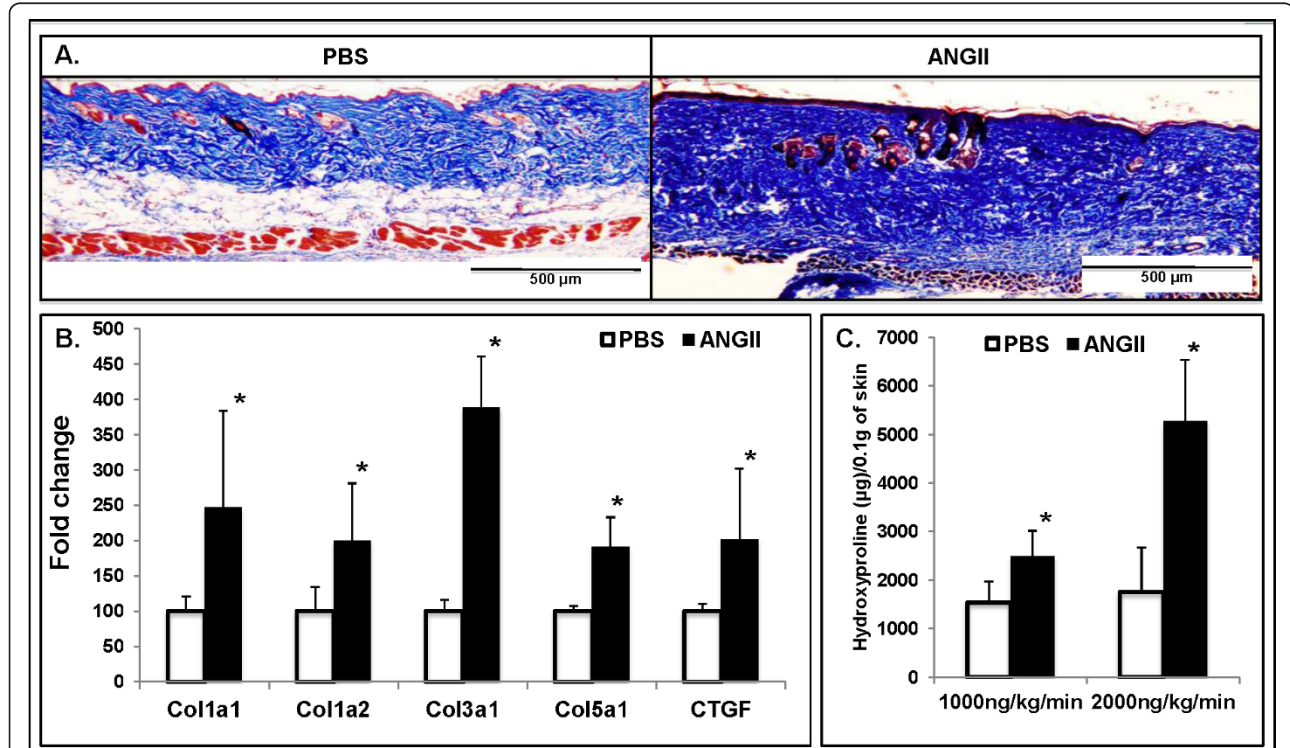 A. PBS ANGII
500 µm 500 µm
B. PBS ANGII *
Fold change
500
450
400
350
300
250
200
150
100
50
0
* * * * *
Col1a1 Col1a2 Col3a1 Col5a1 CTGF
C. PBS ANGII
Hydroxyproline (µg)/0.1g of skin
7000
6000
5000
4000
3000
2000
1000
0
* *
1000ng/kg/min 2000ng/kg/min